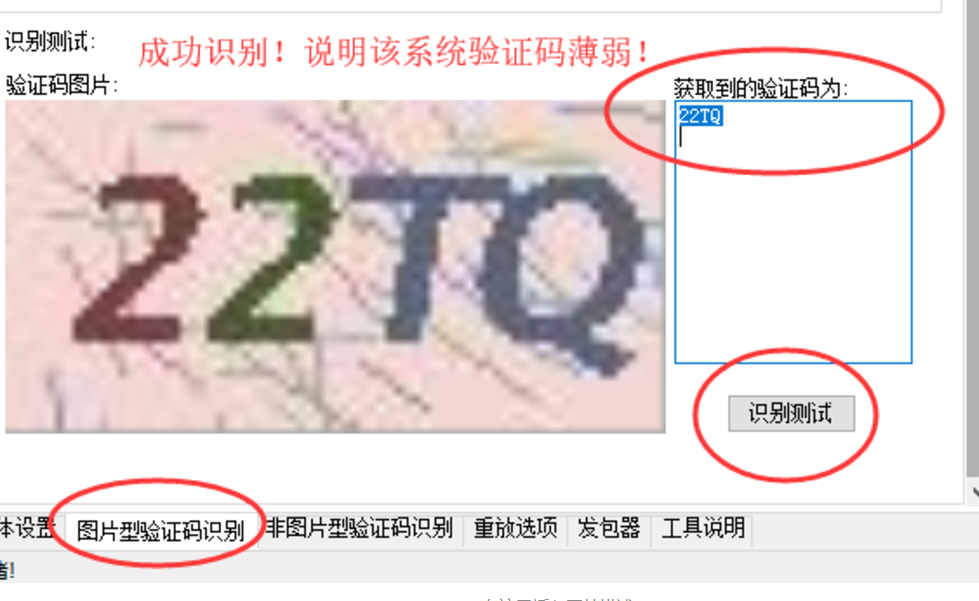 识别测试:
成功识别！说明该系统验证码薄弱！
验证码图片:
获取到的验证码为:
22TQ
22TQ
识别测试
体设置
图片型验证码识别
非图片型验证码识别
重放选项
发包器
工具说明